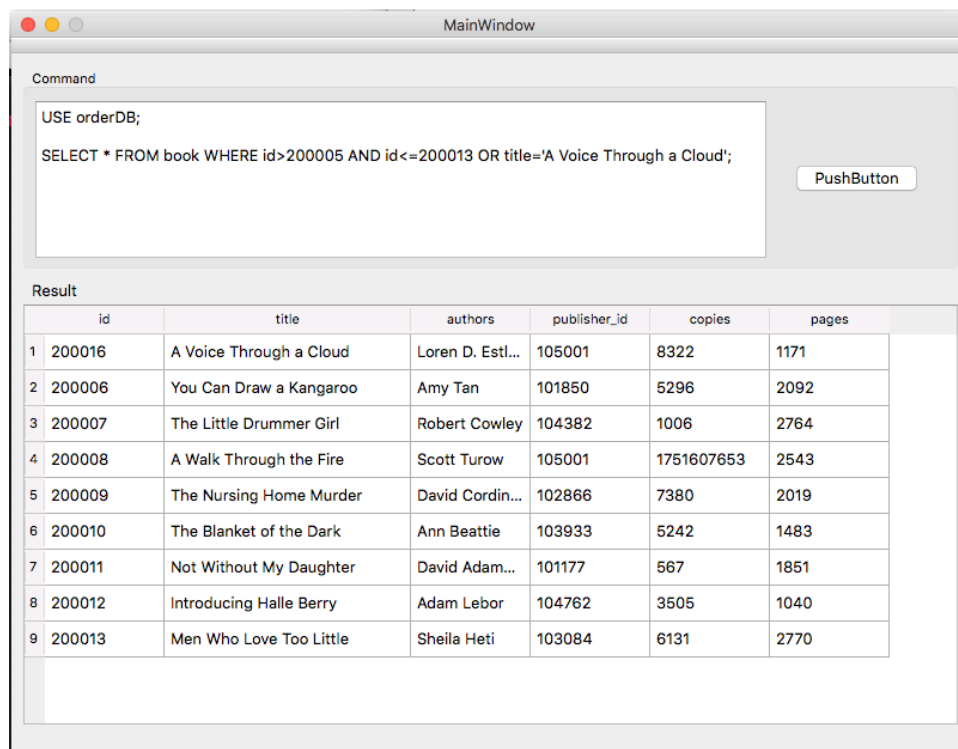 MainWindow
Command
USE orderDB;
SELECT * FROM book WHERE id>200005 AND id<=200013 OR title='A Voice Through a Cloud';
PushButton
Result
id title authors publisher_id copies pages
1 200016 A Voice Through a Cloud Loren D. Estl... 105001 8322 1171
2 200006 You Can Draw a Kangaroo Amy Tan 101850 5296 2092
3 200007 The Little Drummer Girl Robert Cowley 104382 1006 2764
4 200008 A Walk Through the Fire Scott Turow 105001 1751607653 2543
5 200009 The Nursing Home Murder David Cordin... 102866 7380 2019
6 200010 The Blanket of the Dark Ann Beattie 103933 5242 1483
7 200011 Not Without My Daughter David Adam... 101177 567 1851
8 200012 Introducing Halle Berry Adam Lebor 104762 3505 1040
9 200013 Men Who Love Too Little Sheila Heti 103084 6131 2770